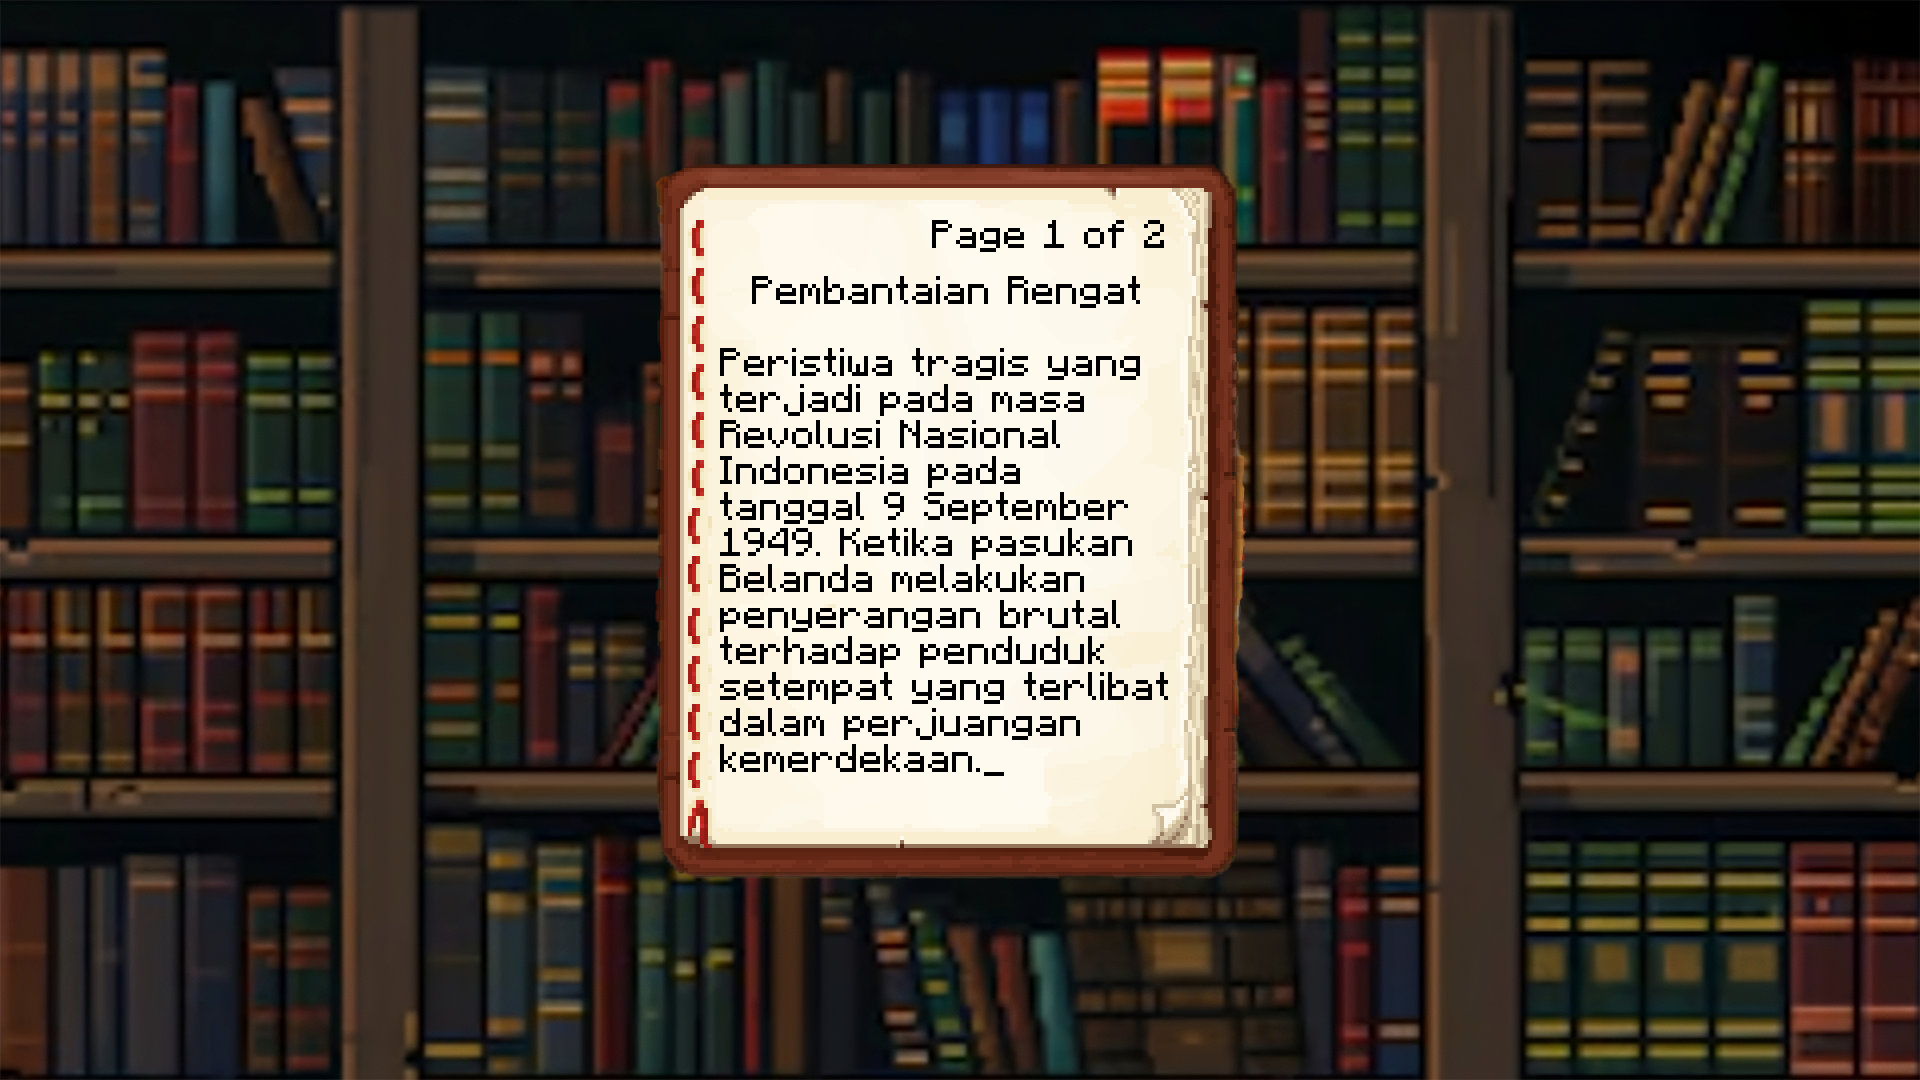 Page 1 of 2
Pembantaian Rengat
Peristiwa tragis yang
terjadi pada masa
Revolusi Nasional
Indonesia pada
tanggal 9 September
1949. Ketika pasukan
Belanda melakukan
penyerangan brutal
terhadap penduduk
setempat yang terlibat
dalam perjuangan
kemerdekaan._